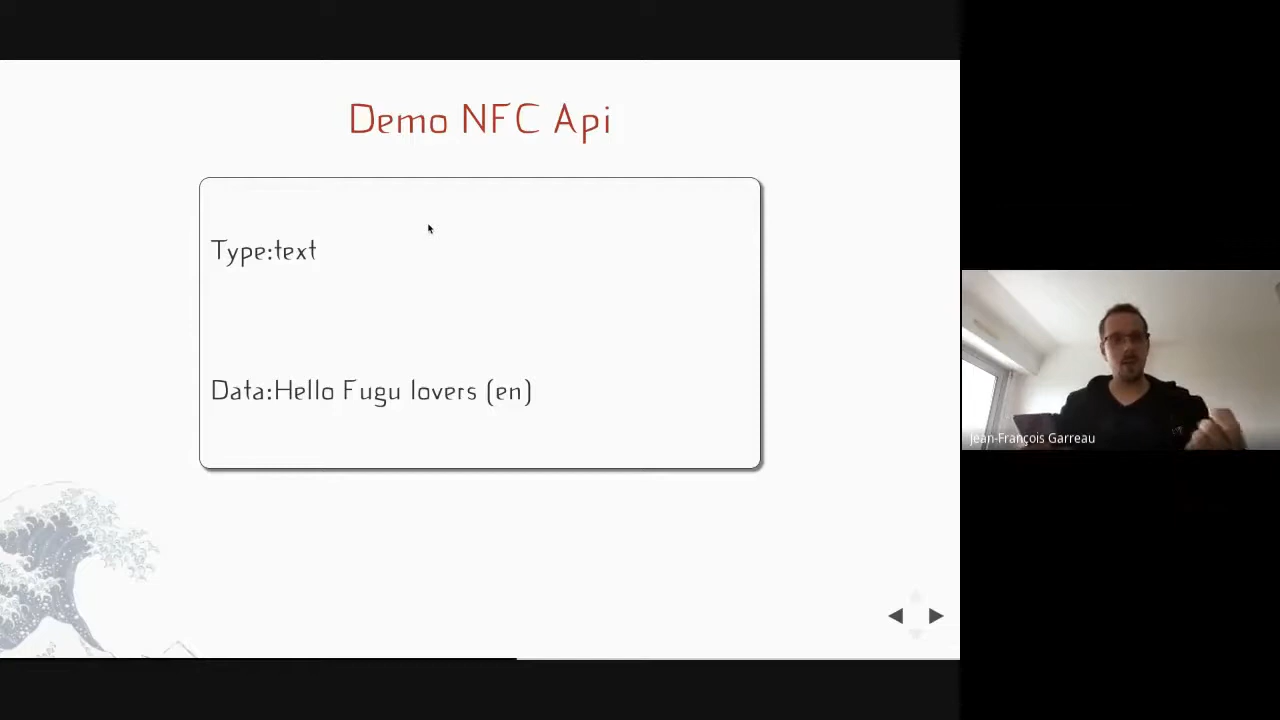 Demo NFC Api
Type:text
Data:Hello Fugu lovers (en)
Jean-François Garreau